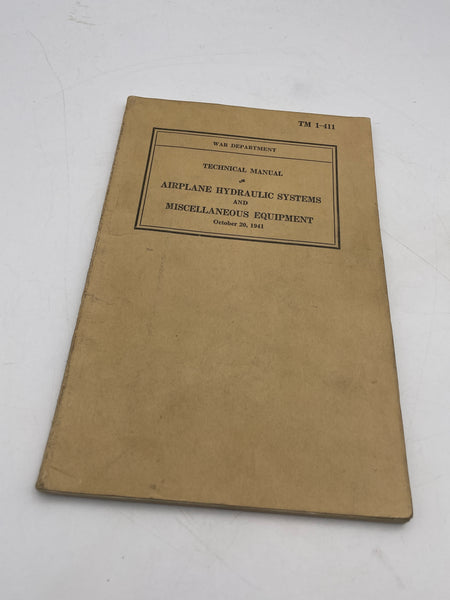 TM 1-411
WAR DEPARTMENT
TECHNICAL MANUAL
AIRPLANE HYDRAULIC SYSTEMS
AND
MISCELLANEOUS EQUIPMENT
October 20, 1941